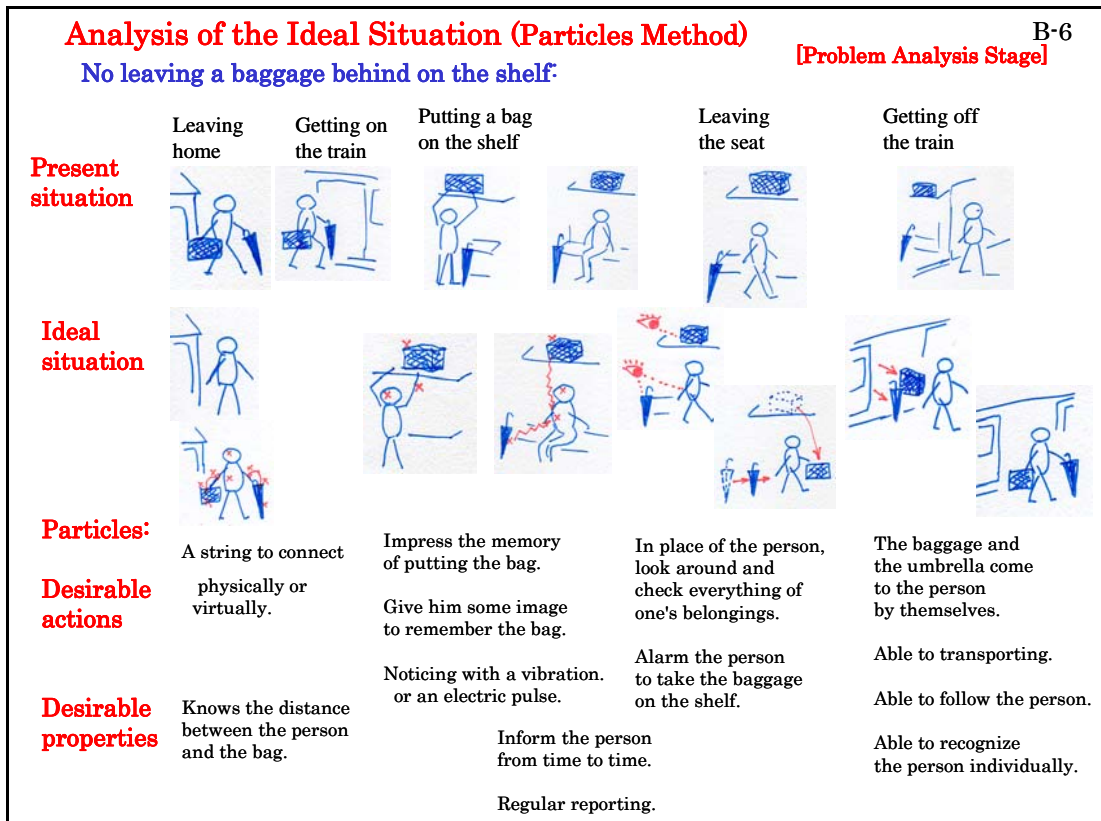 Analysis of the Ideal Situation (Particles Method)
B-6
[Problem Analysis Stage]
No leaving a baggage behind on the shelf:
Leaving
home
Getting on
the train
Putting a bag
on the shelf
Leaving
the seat
Getting off
the train
Present
situation
Ideal
situation
Particles:
Desirable
actions
A string to connect
physically or
virtually.
Impress the memory
of putting the bag.
Give him some image
to remember the bag.
Noticing with a vibration.
or an electric pulse.
In place of the person,
look around and
check everything of
one's belongings.
Alarm the person
to take the baggage
on the shelf.
The baggage and
the umbrella come
to the person
by themselves.
Able to transporting.
Able to follow the person.
Able to recognize
the person individually.
Desirable
properties
Knows the distance
between the person
and the bag.
Inform the person
from time to time.
Regular reporting.